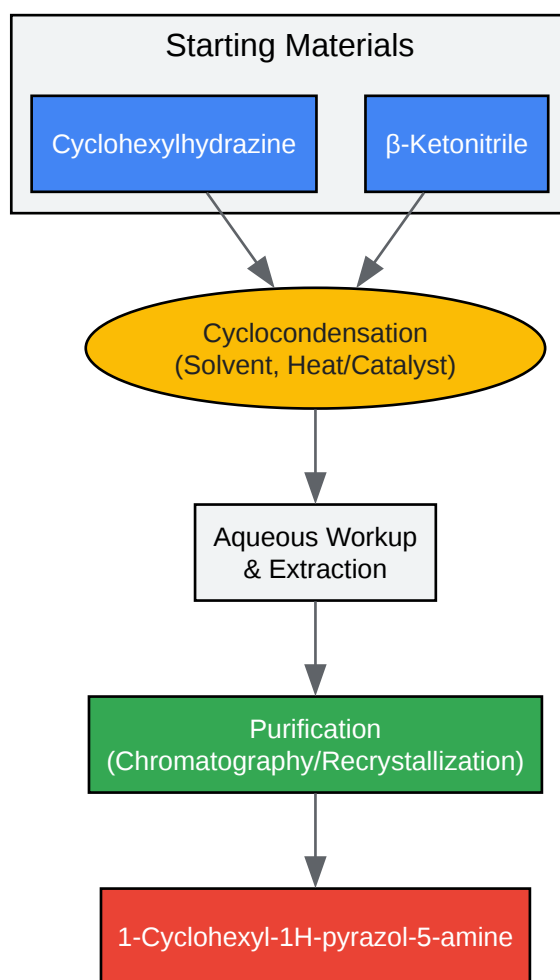 Starting Materials
Cyclohexylhydrazine
β-Ketonitrile
Cyclocondensation
(Solvent, Heat/Catalyst)
Aqueous Workup
& Extraction
Purification
(Chromatography/Recrystallization)
1-Cyclohexyl-1H-pyrazol-5-amine